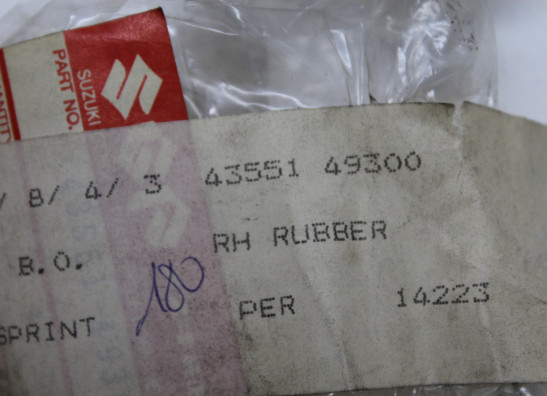 SUZUKI
PART NO.
/ 8/ 4/ 3 43551 49300
B.O. RH RUBBER
180
SPRINT PER 14223